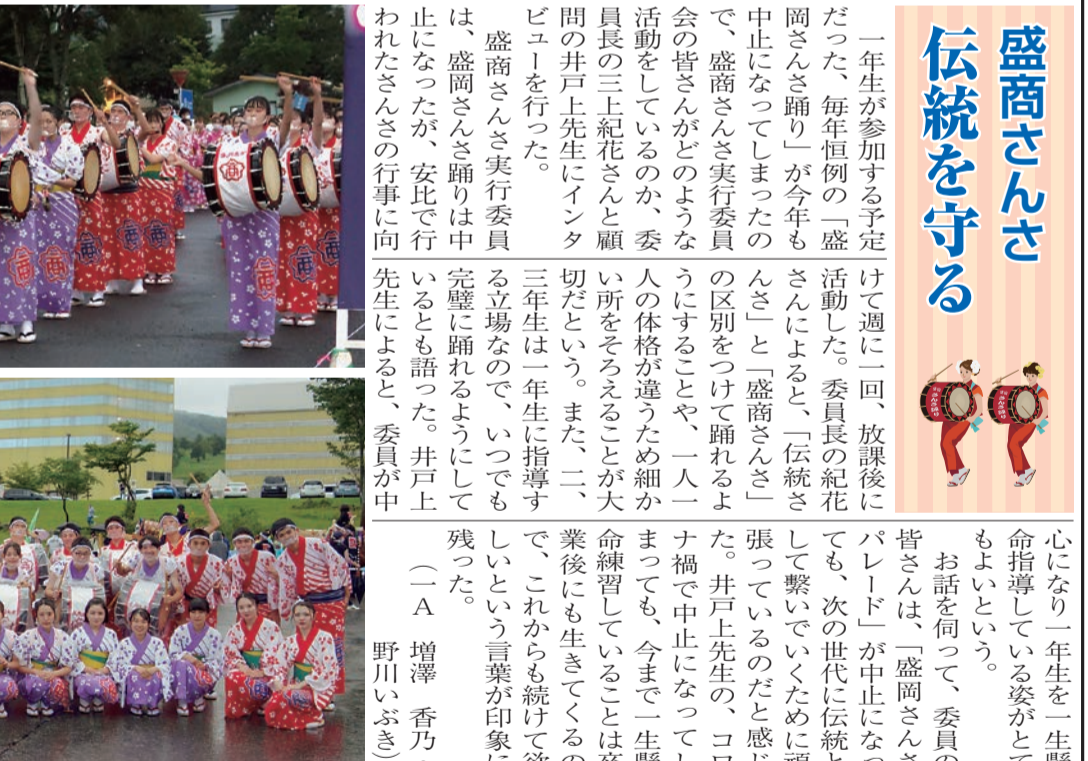 盛商さんさ
伝統を守る
一年生が参加する予定
だった、毎年恒例の「盛
岡さんさ踊り」が今年も
中止になってしまったの
で、盛商さんさ実行委員
会の皆さんがどのような
活動をしているのか、委
員長の三上紀花さんと顧
問の井戸上先生にインタ
ビューを行った。
盛商さんさ実行委員
は、盛岡さんさ踊りは中
止になったが、安比で行
われたさんさの行事に向
けて週に一回、放課後に
活動した。委員長の紀花
さんによると、「伝統さ
んさ」と「盛商さんさ」
の区別をつけて踊れるよ
うにすることや、一人一
人の体格が違うため細か
い所をそろえることが大
切だという。また、二、
三年生は一年生に指導す
る立場なので、いつでも
完璧に踊れるようにして
いるとも語った。井戸上
先生によると、委員が中
心になり一年生を一生懸
命指導している姿がとて
もよいという。
お話を伺って、委員の
皆さんは、「盛岡さんさ
パレード」が中止になっ
ても、次の世代に伝統と
して繋いでいくために頑
張っているのだと感じ
た。井戸上先生の、コロ
ナ禍で中止になってし
まっても、今まで一生懸
命練習していることは卒
業後にも生きてくるの
で、これからも続けて欲
しいという言葉が印象に
残った。
(一A 増澤 香乃
野川いぶき)